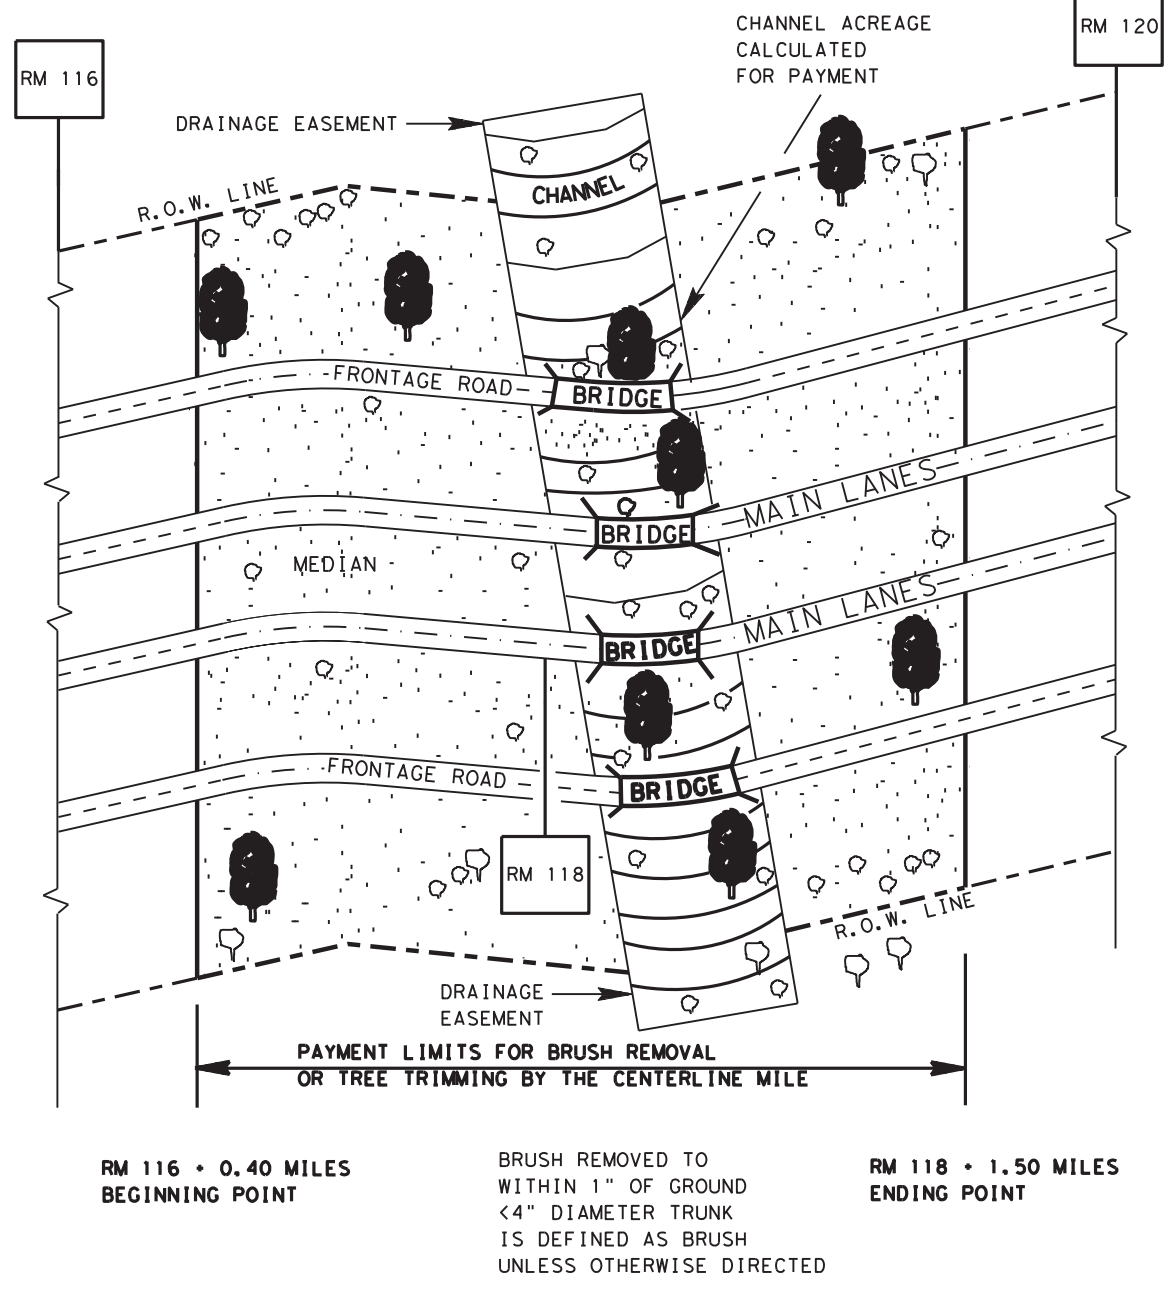 CHANNEL ACREAGE
CALCULATED
FOR PAYMENT
RM 120
RM 116
DRAINAGE EASEMENT
R.O.W. LINE
CHANNEL
FRONTAGE ROAD
BRIDGE
MAIN LANES
BRIDGE
MEDIAN
MAIN LANES
BRIDGE
FRONTAGE ROAD
BRIDGE
RM 118
R.O.W. LINE
DRAINAGE
EASEMENT
PAYMENT LIMITS FOR BRUSH REMOVAL
OR TREE TRIMMING BY THE CENTERLINE MILE
RM 116 + 0.40 MILES
BEGINNING POINT
BRUSH REMOVED TO
WITHIN 1" OF GROUND
<4" DIAMETER TRUNK
IS DEFINED AS BRUSH
UNLESS OTHERWISE DIRECTED
RM 118 + 1.50 MILES
ENDING POINT